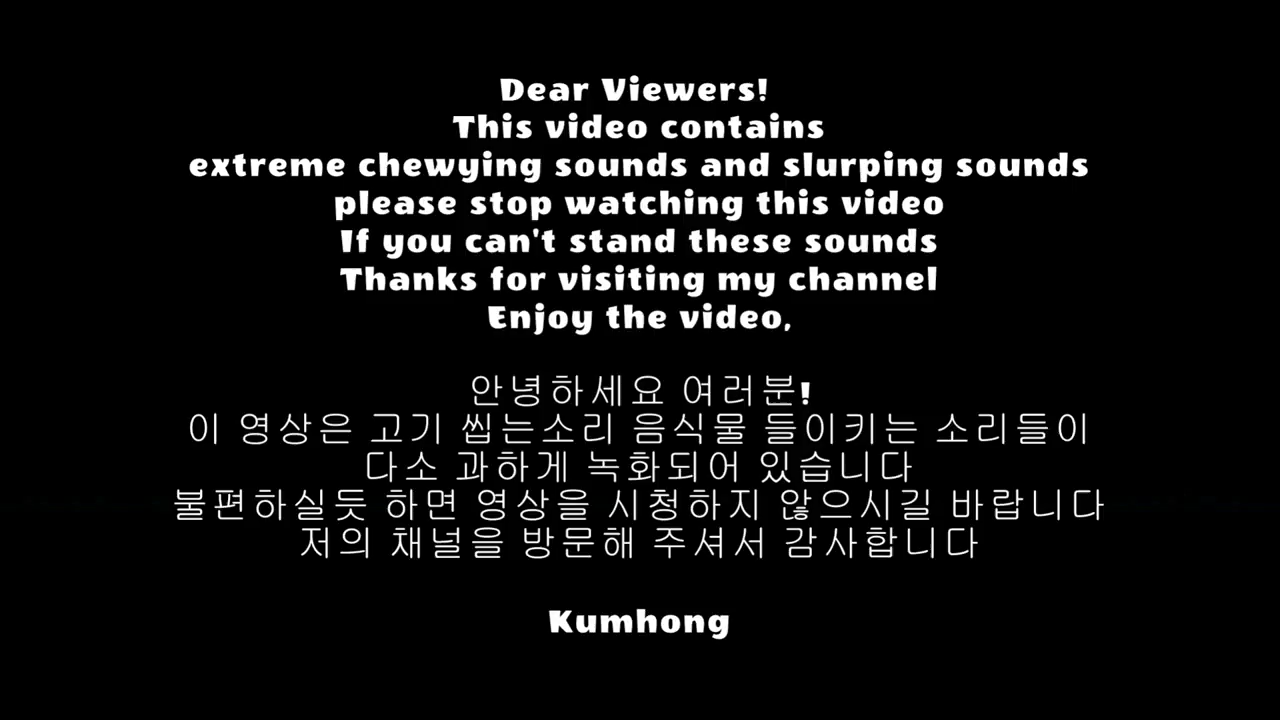 Dear Viewers!
This video contains
extreme chewying sounds and slurping sounds
please stop watching this video
If you can't stand these sounds
Thanks for visiting my channel
Enjoy the video,
안녕하세요 여러분!
이 영상은 고기 씹는소리 음식물 들이키는 소리들이
다소 과하게 녹화되어 있습니다
불편하실듯 하면 영상을 시청하지 않으시길 바랍니다
저의 채널을 방문해 주셔서 감사합니다
Kumhong